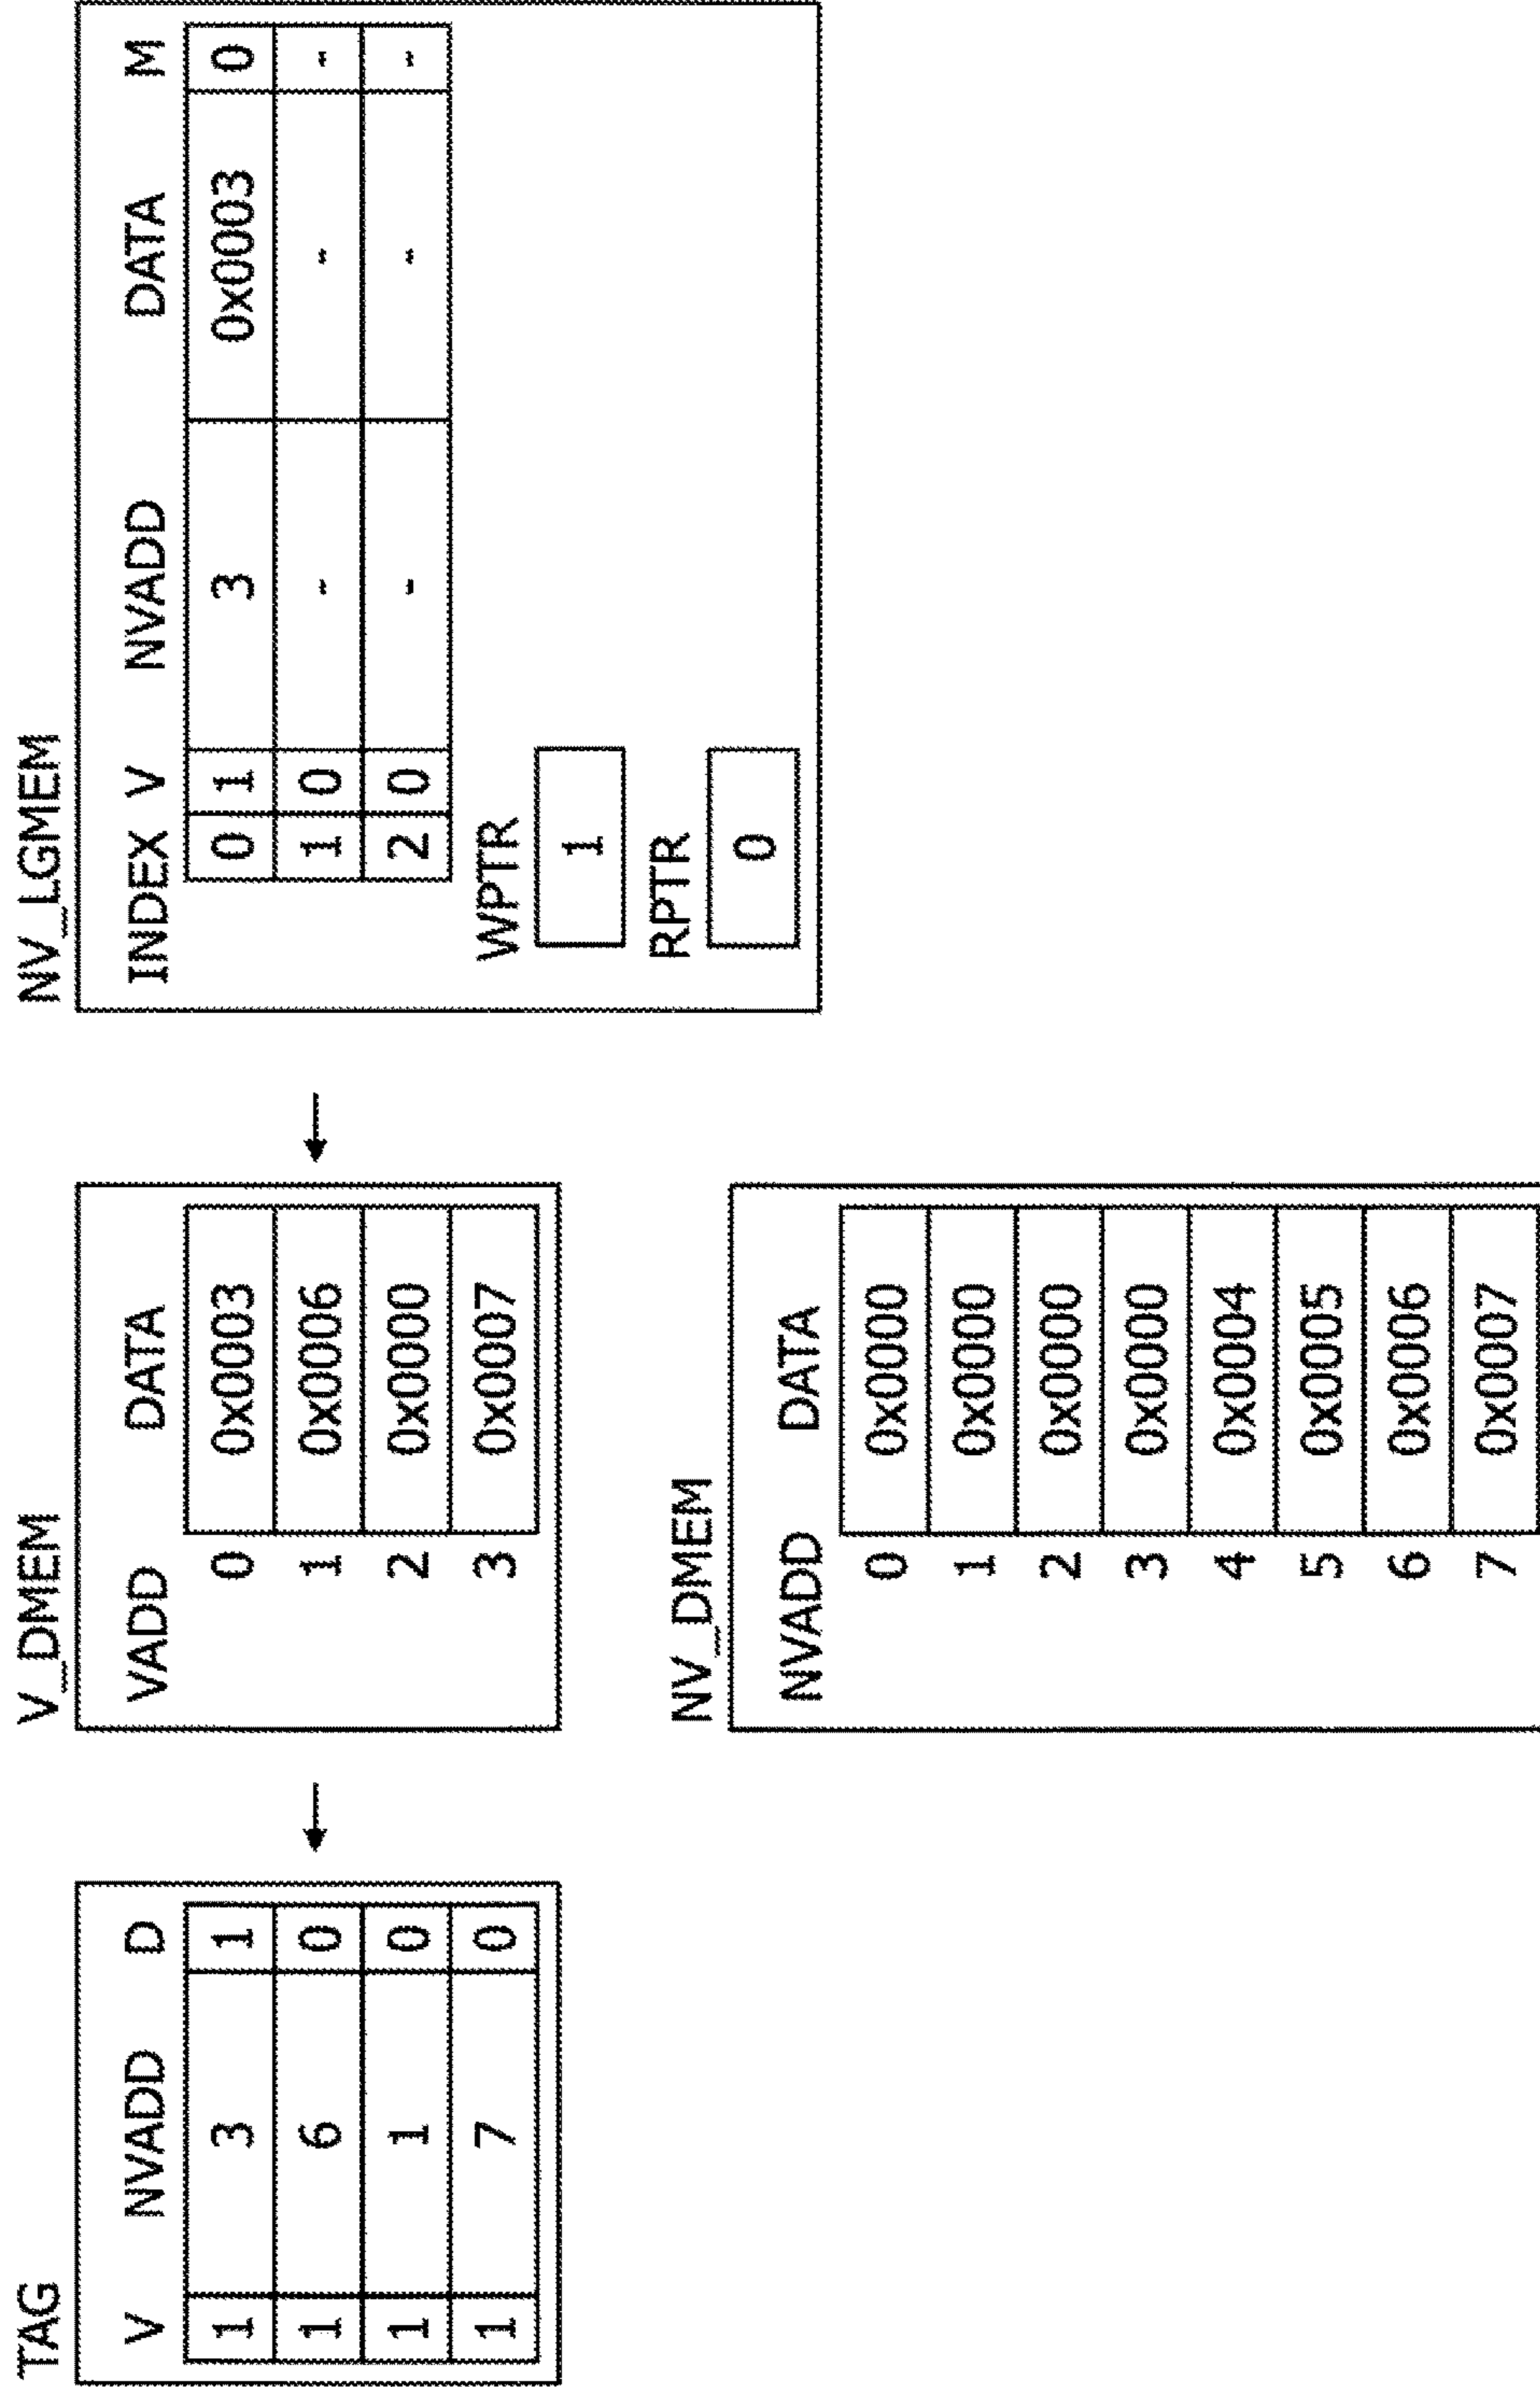 TAG
V NVADD D
1 3 1
1 6 0
1 1 0
1 7 0
V_DMEM
VADD DATA
0 0x0003
1 0x0006
2 0x0000
3 0x0007
NV_DMEM
NVADD DATA
0 0x0000
1 0x0000
2 0x0000
3 0x0000
4 0x0004
5 0x0005
6 0x0006
7 0x0007
NV_LGMEM
INDEX V NVADD DATA M
0 1 3 0x0003 0
1 0 - - -
2 0 - - -
WPTR
1
RPTR
0